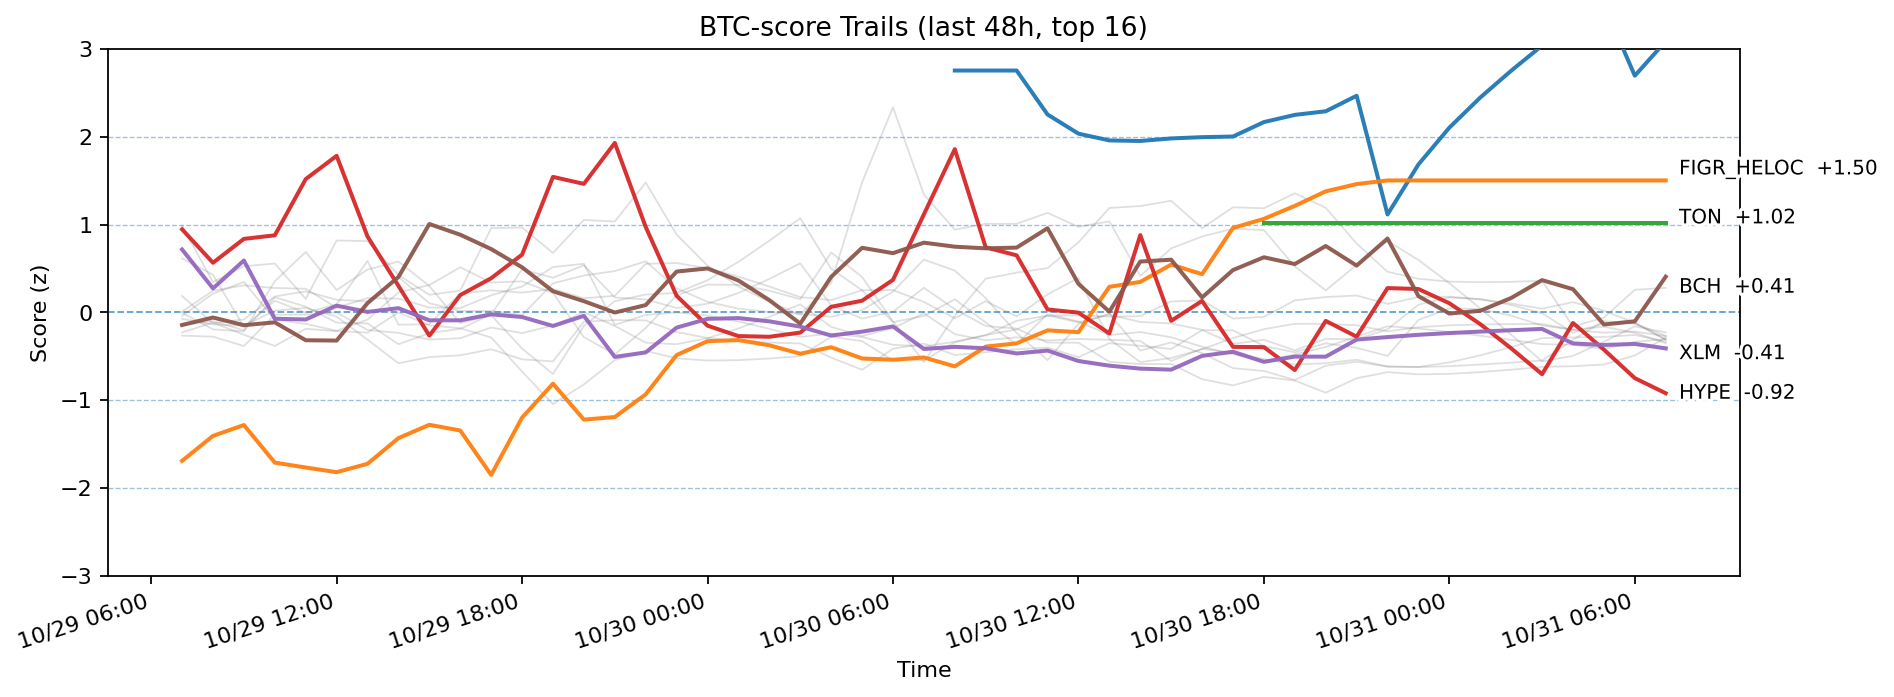 BTC-score Trails (last 48h, top 16)
Score (z)
3
2
1
0
−1
−2
−3
FIGR_HELOC +1.50
TON +1.02
BCH +0.41
XLM -0.41
HYPE -0.92
10/29 06:00
10/29 12:00
10/29 18:00
10/30 00:00
10/30 06:00
10/30 12:00
10/30 18:00
10/31 00:00
10/31 06:00
Time